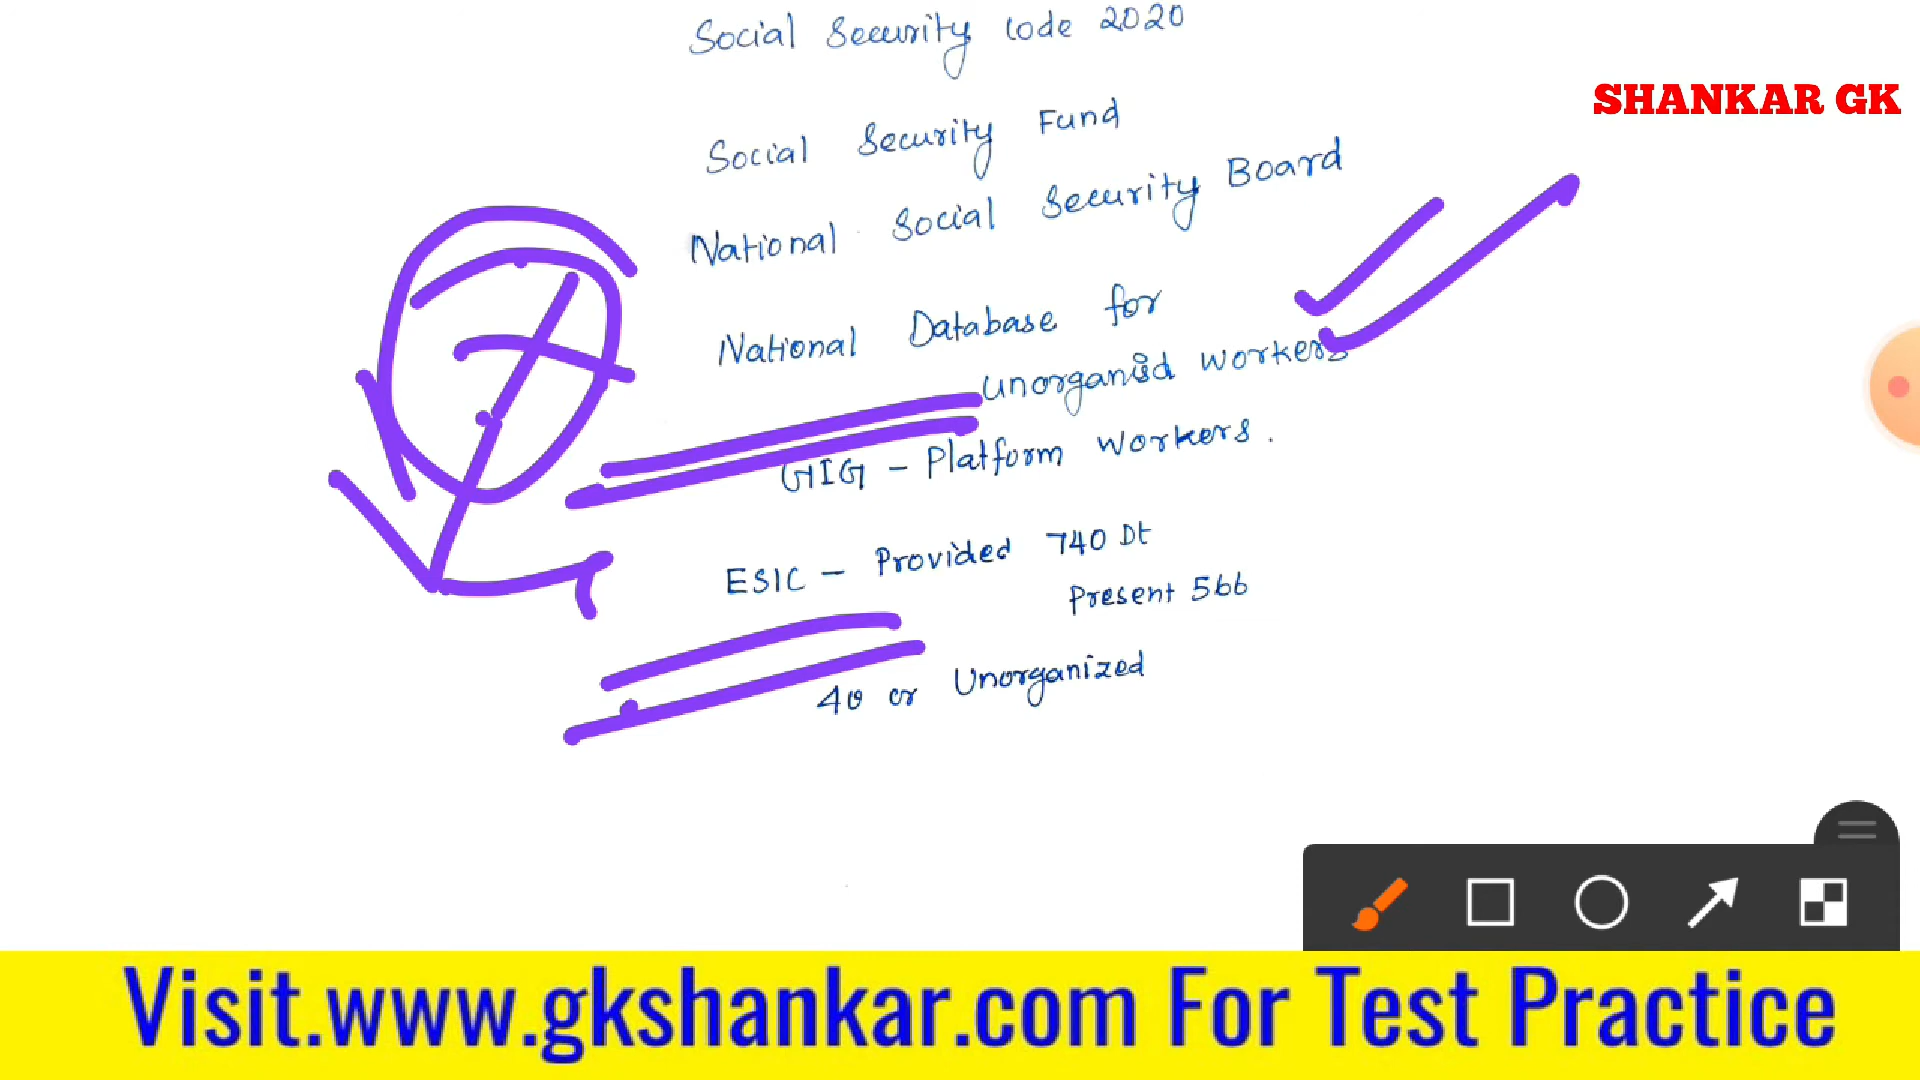 Social Security Code 2020
SHANKAR GK
Social Security Fund
National Social Security Board
National Database for
unorganised workers
GIG - Platform workers.
ESIC - Provided 740 Dt
Present 566
40 cr Unorganized
Visit.www.gkshankar.com For Test Practice